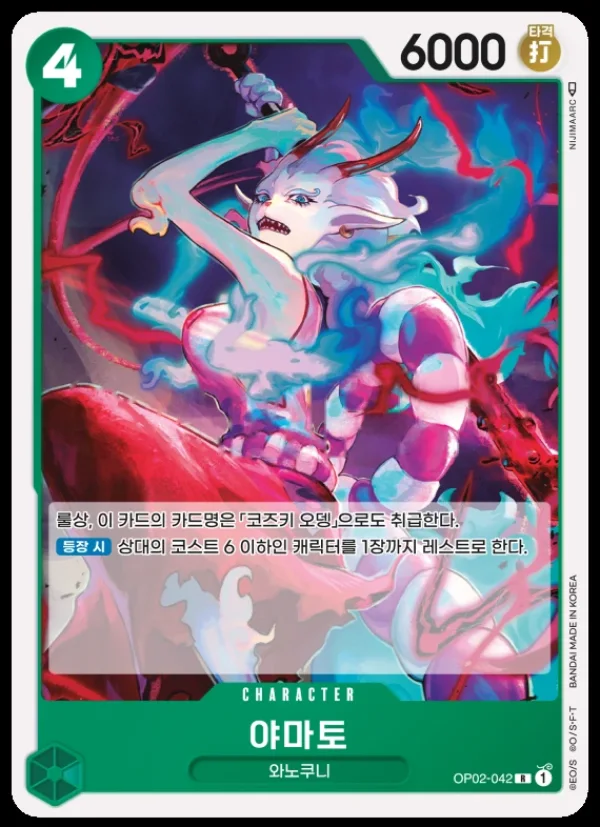 4
6000
타격
打
NIJIMAARC
룰상, 이 카드의 카드명은 「코즈키 오뎅」으로도 취급한다.
등장 시 상대의 코스트 6 이하인 캐릭터를 1장까지 레스트로 한다.
CHARACTER
야마토
와노쿠니
OP02-042 R 1
©EO/S ©O/S·F·T BANDAI MADE IN KOREA